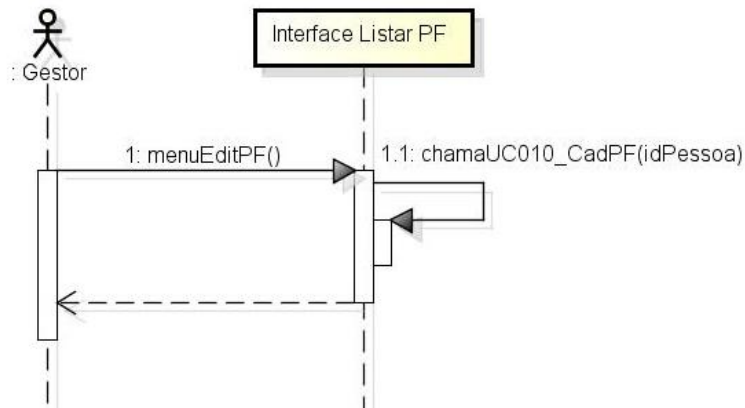 Interface Listar PF
: Gestor
1: menuEditPF()
1.1: chamaUC010_CadPF(idPessoa)